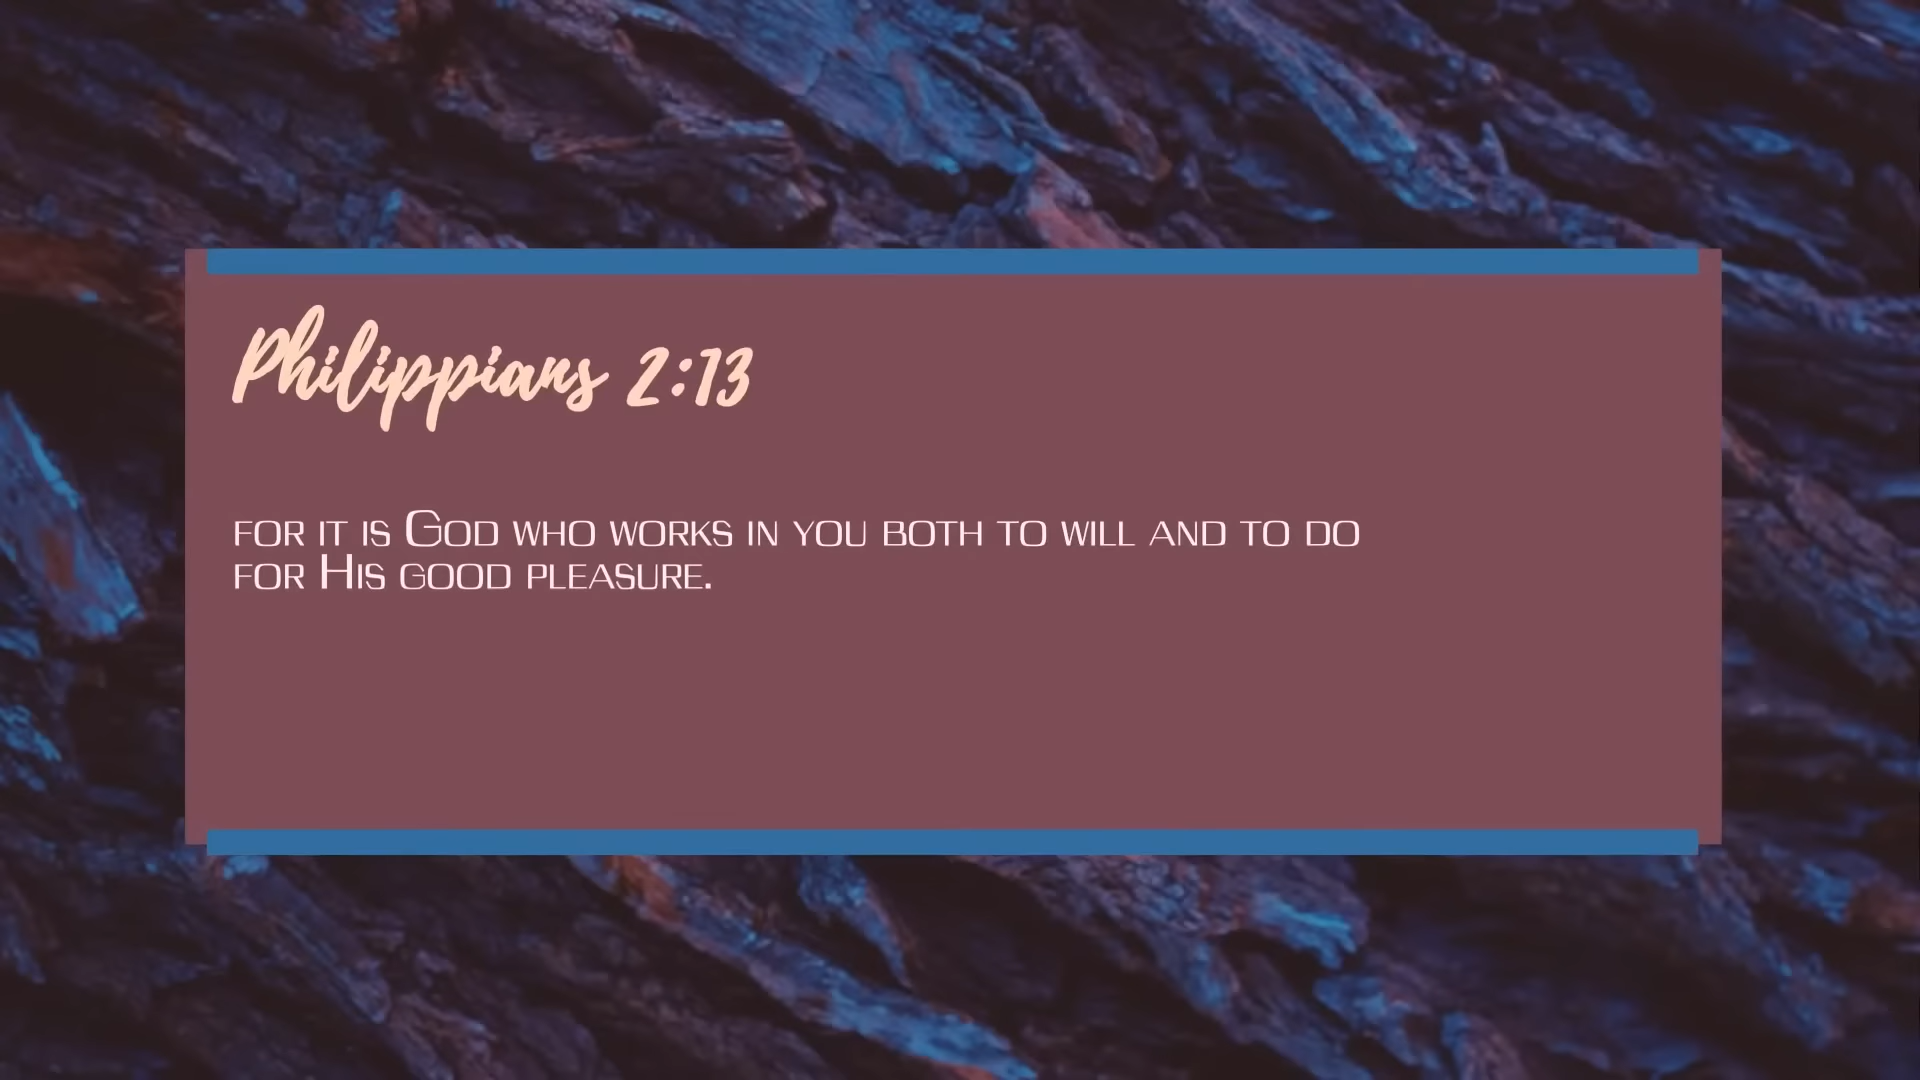 Philippians 2:13
for it is God who works in you both to will and to do
for His good pleasure.